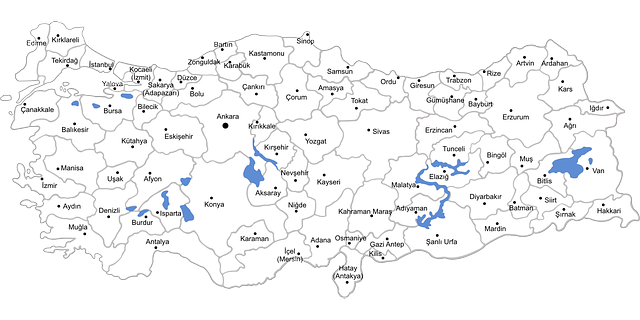 Edirne
Kırklareli
Tekirdağ
İstanbul
Yalova
Kocaeli
(İzmit)
Sakarya
(Adapazarı)
Düzce
Bolu
Zonguldak
Bartın
Karabük
Kastamonu
Sinop
Çankırı
Samsun
Çorum
Amasya
Tokat
Ordu
Giresun
Trabzon
Gümüşhane
Rize
Bayburt
Artvin
Ardahan
Kars
Iğdır
Ağrı
Erzurum
Erzincan
Çanakkale
Balıkesir
Bursa
Bilecik
Kütahya
Eskişehir
Ankara
Kırıkkale
Kırşehir
Yozgat
Sivas
Tunceli
Bingöl
Muş
Van
Bitlis
Elazığ
Malatya
Manisa
İzmir
Uşak
Afyon
Aydın
Denizli
Muğla
Burdur
Isparta
Antalya
Konya
Aksaray
Nevşehir
Niğde
Kayseri
Karaman
İçel
(Mersin)
Adana
Kahraman Maraş
Osmaniye
Hatay
(Antakya)
Gazi Antep
Kilis
Adıyaman
Şanlı Urfa
Diyarbakır
Mardin
Batman
Siirt
Şırnak
Hakkari